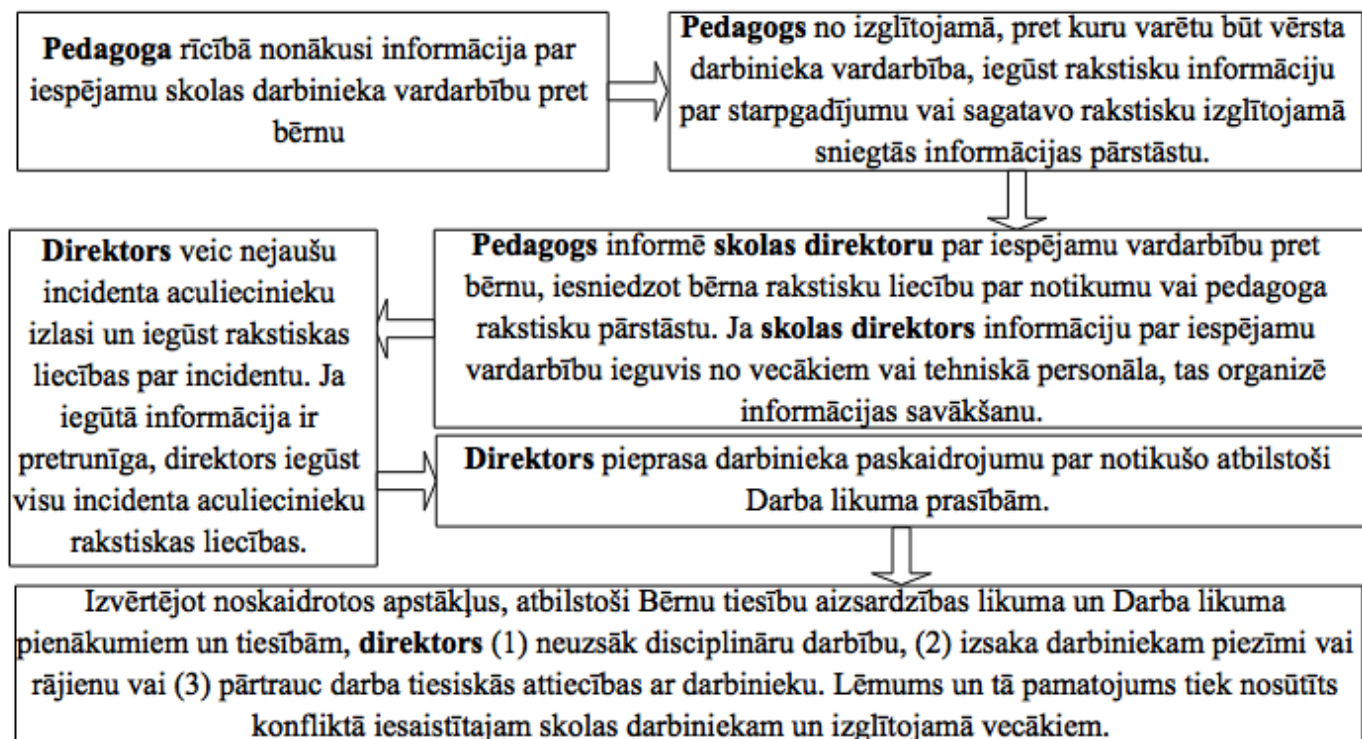 Pedagoga rīcībā nonākusi informācija par
iespējamu skolas darbinieka vardarbību pret
bērnu
Pedagogs no izglītojamā, pret kuru varētu būt vērsta
darbinieka vardarbība, iegūst rakstisku informāciju
par starpgadījumu vai sagatavo rakstisku izglītojamā
sniegtās informācijas pārstāstu.
Pedagogs informē skolas direktoru par iespējamu vardarbību pret
bērnu, iesniedzot bērna rakstisku liecību par notikumu vai pedagoga
rakstisku pārstāstu. Ja skolas direktors informāciju par iespējamu
vardarbību ieguvis no vecākiem vai tehniskā personāla, tas organizē
informācijas savākšanu.
Direktors veic nejaušu
incidenta aculiecinieku
izlasi un iegūst rakstiskas
liecības par incidentu. Ja
iegūtā informācija ir
pretrunīga, direktors iegūst
visu incidenta aculiecinieku
rakstiskas liecības.
Direktors pieprasa darbinieka paskaidrojumu par notikušo atbilstoši
Darba likuma prasībām.
Izvērtējot noskaidrotos apstākļus, atbilstoši Bērnu tiesību aizsardzības likuma un Darba likuma
pienākumiem un tiesībām, direktors (1) neuzsāk disciplināru darbību, (2) izsaka darbiniekam piezīmi vai
rājienu vai (3) pārtrauc darba tiesiskās attiecības ar darbinieku. Lēmums un tā pamatojums tiek nosūtīts
konfliktā iesaistītajam skolas darbiniekam un izglītojamā vecākiem.